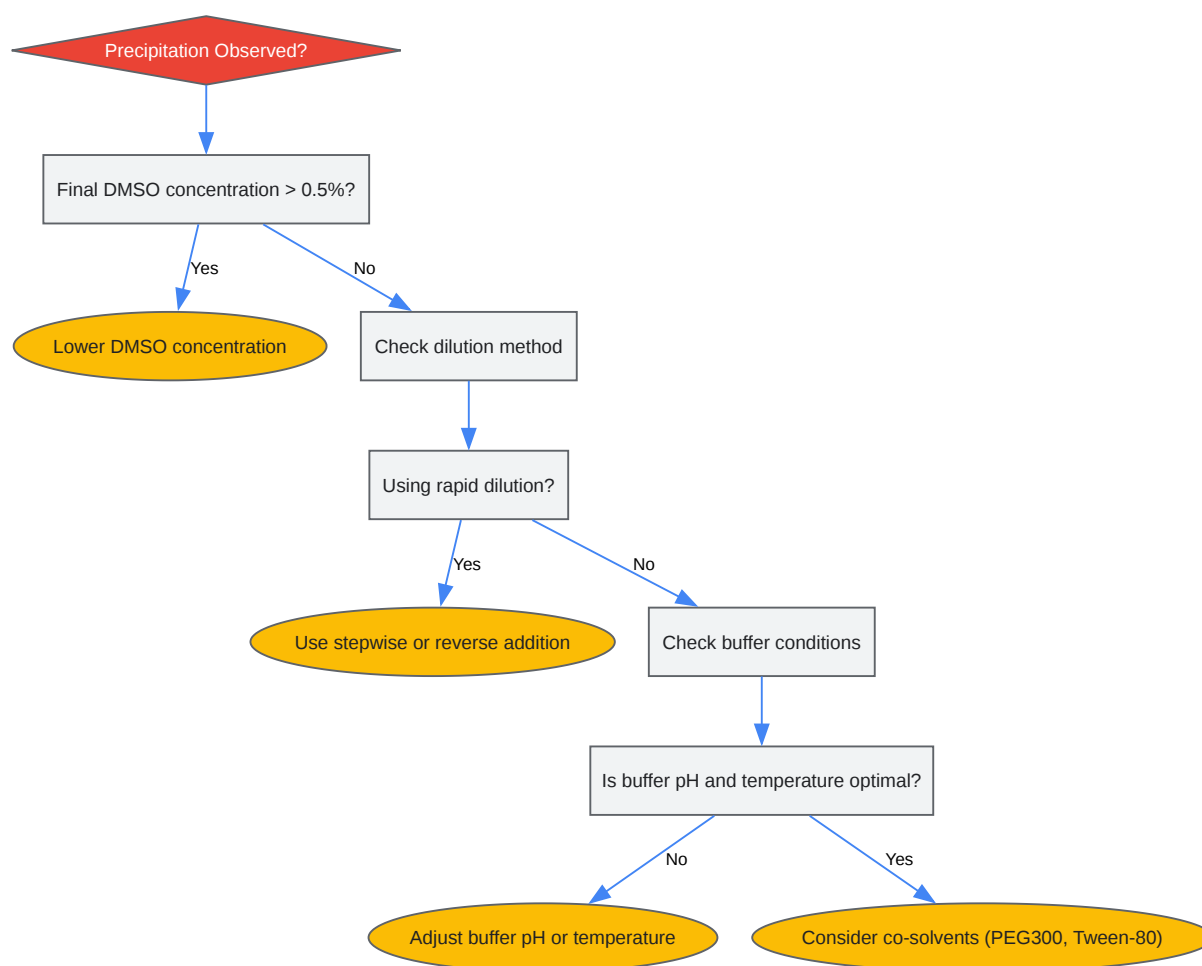 Precipitation Observed?
Final DMSO concentration > 0.5%?
Yes
No
Lower DMSO concentration
Check dilution method
Using rapid dilution?
Yes
No
Use stepwise or reverse addition
Check buffer conditions
Is buffer pH and temperature optimal?
No
Yes
Adjust buffer pH or temperature
Consider co-solvents (PEG300, Tween-80)